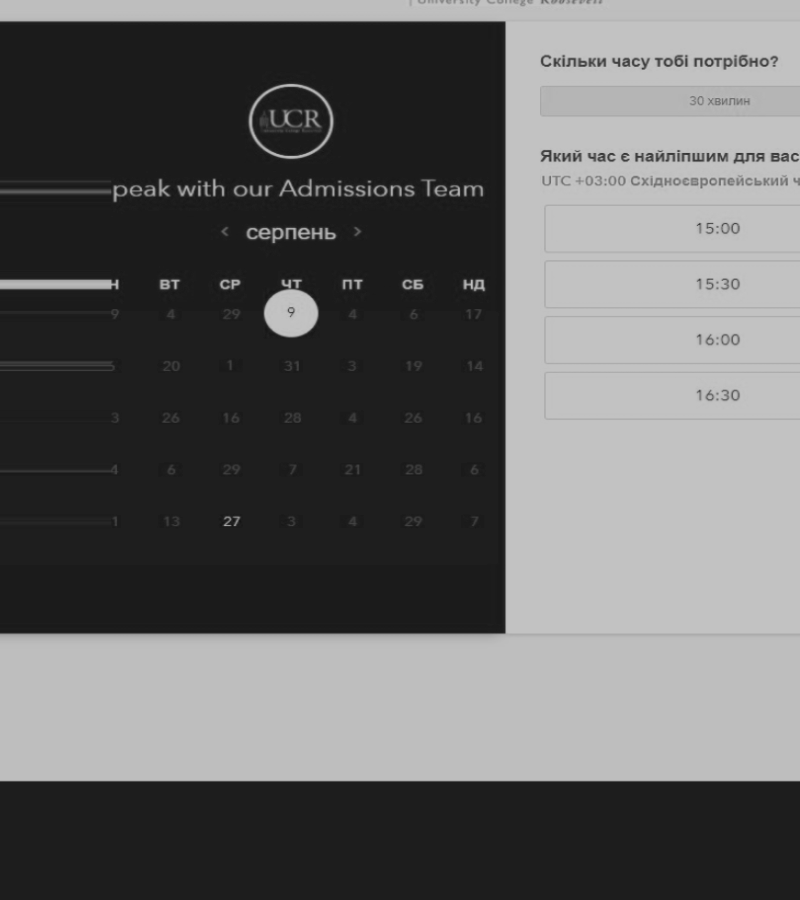 University College Roosevelt
UCR
peak with our Admissions Team
< серпень >
Н ВТ СР ЧТ ПТ СБ НД
9 4 29 9 4 6 17
5 20 1 31 3 19 14
3 26 16 28 4 26 16
4 6 29 7 21 28 6
1 13 27 3 4 29 7
Скільки часу тобі потрібно?
30 хвилин
Який час є найліпшим для вас
UTC +03:00 Східноєвропейський ч
15:00
15:30
16:00
16:30